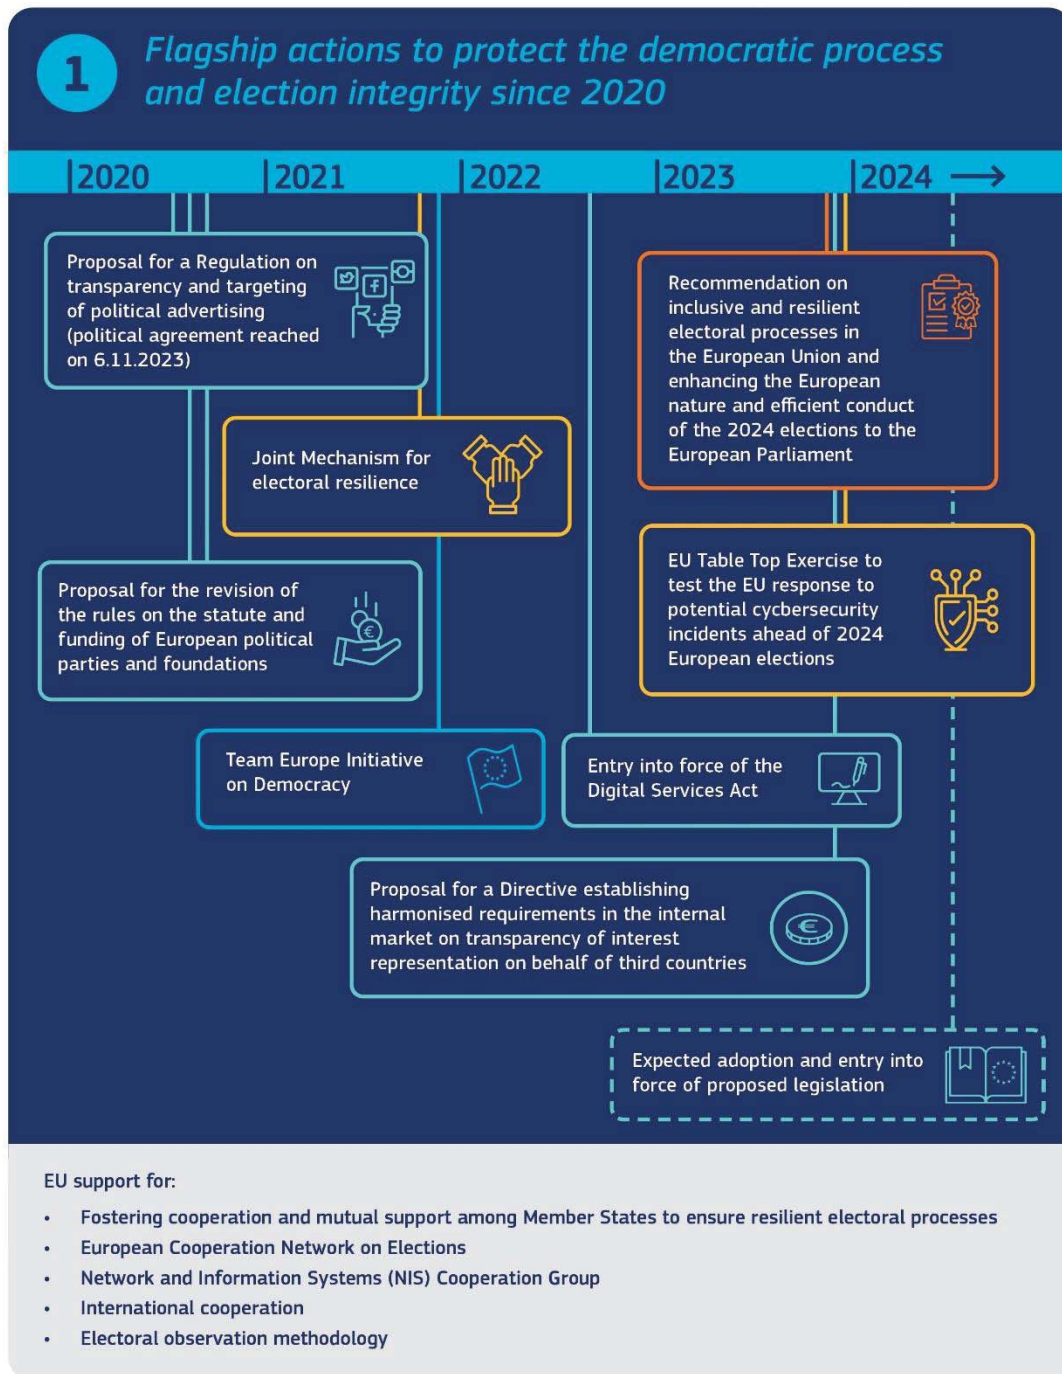 1
Flagship actions to protect the democratic process
and election integrity since 2020
|2020 |2021 |2022 |2023 |2024
Proposal for a Regulation on
transparency and targeting
of political advertising
(political agreement reached
on 6.11.2023)
Recommendation on
inclusive and resilient
electoral processes in
the European Union and
enhancing the European
nature and efficient conduct
of the 2024 elections to the
European Parliament
Joint Mechanism for
electoral resilience
Proposal for the revision of
the rules on the statute and
funding of European political
parties and foundations
EU Table Top Exercise to
test the EU response to
potential cycbersecurity
incidents ahead of 2024
European elections
Team Europe Initiative
on Democracy
Entry into force of the
Digital Services Act
Proposal for a Directive establishing
harmonised requirements in the internal
market on transparency of interest
representation on behalf of third countries
Expected adoption and entry into
force of proposed legislation
EU support for:
• Fostering cooperation and mutual support among Member States to ensure resilient electoral processes
• European Cooperation Network on Elections
• Network and Information Systems (NIS) Cooperation Group
• International cooperation
• Electoral observation methodology